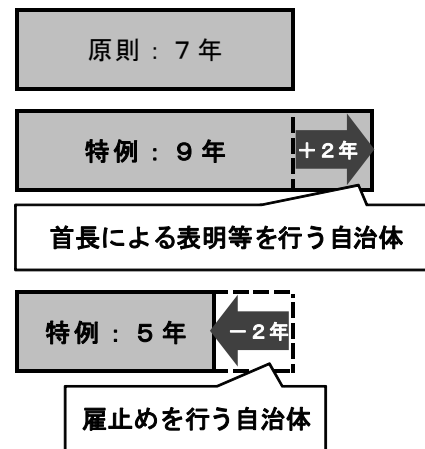 原則：７年
特例：９年
＋２年
首長による表明等を行う自治体
特例：５年
－２年
雇止めを行う自治体